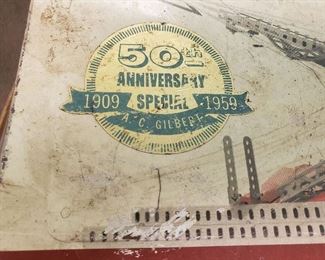 50th
ANNIVERSARY
1909 SPECIAL 1959
A. C. GILBERT